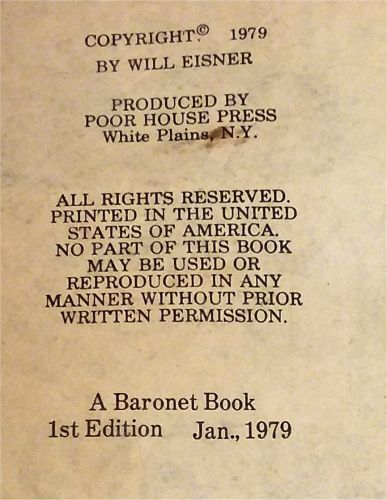 COPYRIGHT© 1979
BY WILL EISNER
PRODUCED BY
POOR HOUSE PRESS
White Plains, N.Y.
ALL RIGHTS RESERVED.
PRINTED IN THE UNITED
STATES OF AMERICA.
NO PART OF THIS BOOK
MAY BE USED OR
REPRODUCED IN ANY
MANNER WITHOUT PRIOR
WRITTEN PERMISSION.
A Baronet Book
1st Edition Jan., 1979